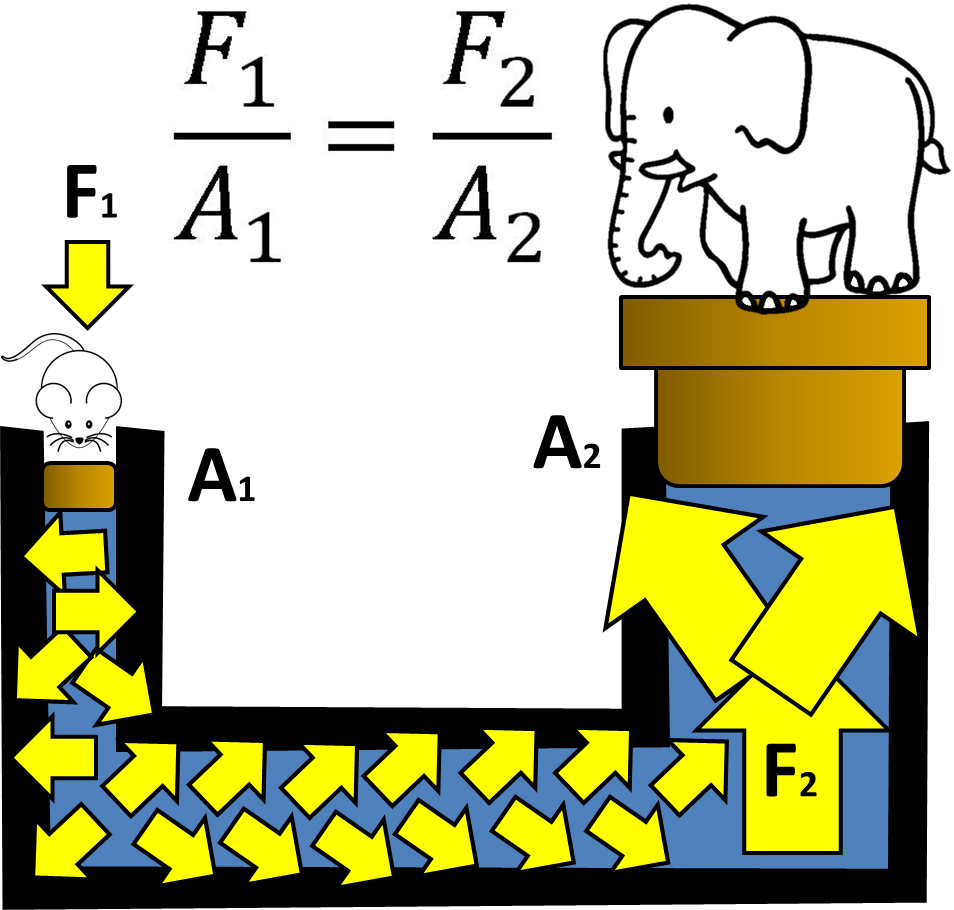 F₁/A₁ = F₂/A₂
F₁
A₁
A₂
F₂